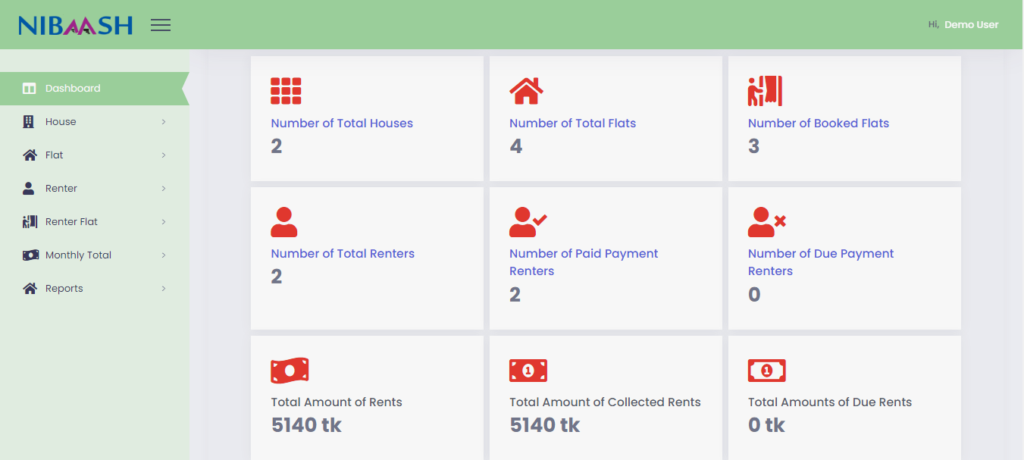 NIBAASH
Hi, Demo User
Dashboard
House
Flat
Renter
Renter Flat
Monthly Total
Reports
Number of Total Houses
2
Number of Total Flats
4
Number of Booked Flats
3
Number of Total Renters
2
Number of Paid Payment
Renters
2
Number of Due Payment
Renters
0
Total Amount of Rents
5140 tk
Total Amount of Collected Rents
5140 tk
Total Amounts of Due Rents
0 tk